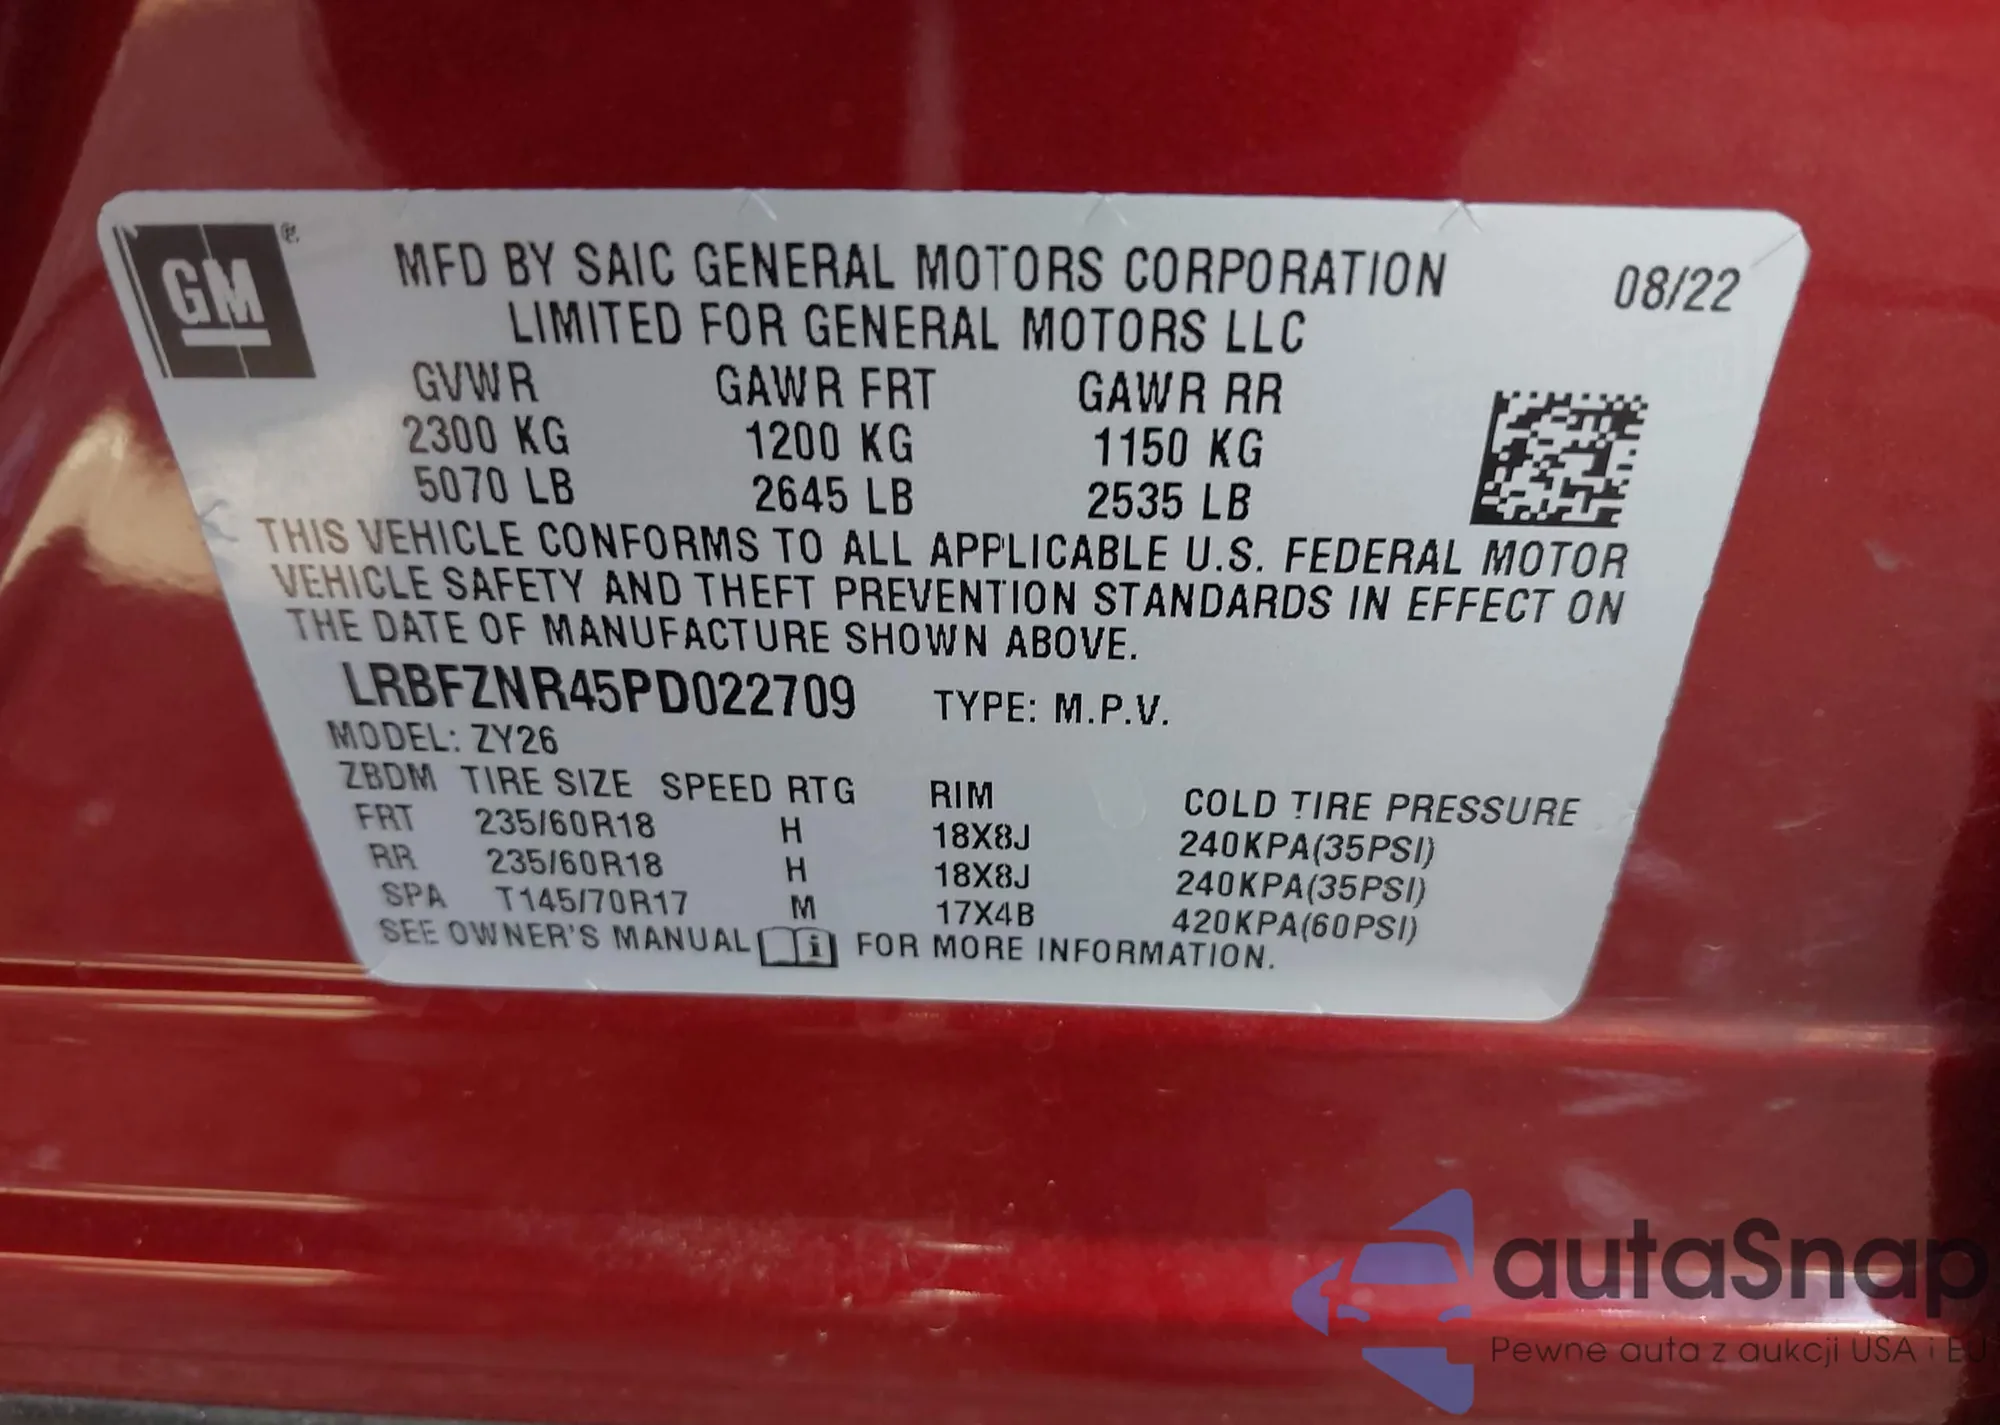 GM
MFD BY SAIC GENERAL MOTORS CORPORATION 08/22
LIMITED FOR GENERAL MOTORS LLC
GVWR GAWR FRT GAWR RR
2300 KG 1200 KG 1150 KG
5070 LB 2645 LB 2535 LB
THIS VEHICLE CONFORMS TO ALL APPLICABLE U.S. FEDERAL MOTOR
VEHICLE SAFETY AND THEFT PREVENTION STANDARDS IN EFFECT ON
THE DATE OF MANUFACTURE SHOWN ABOVE.
LRBFZNR45PD022709 TYPE: M.P.V.
MODEL: ZY26
ZBDM TIRE SIZE SPEED RTG RIM COLD TIRE PRESSURE
FRT 235/60R18 H 18X8J 240KPA(35PSI)
RR 235/60R18 H 18X8J 240KPA(35PSI)
SPA T145/70R17 M 17X4B 420KPA(60PSI)
SEE OWNER'S MANUAL i FOR MORE INFORMATION.
autaSnap
Pewne auta z aukcji USA i EU